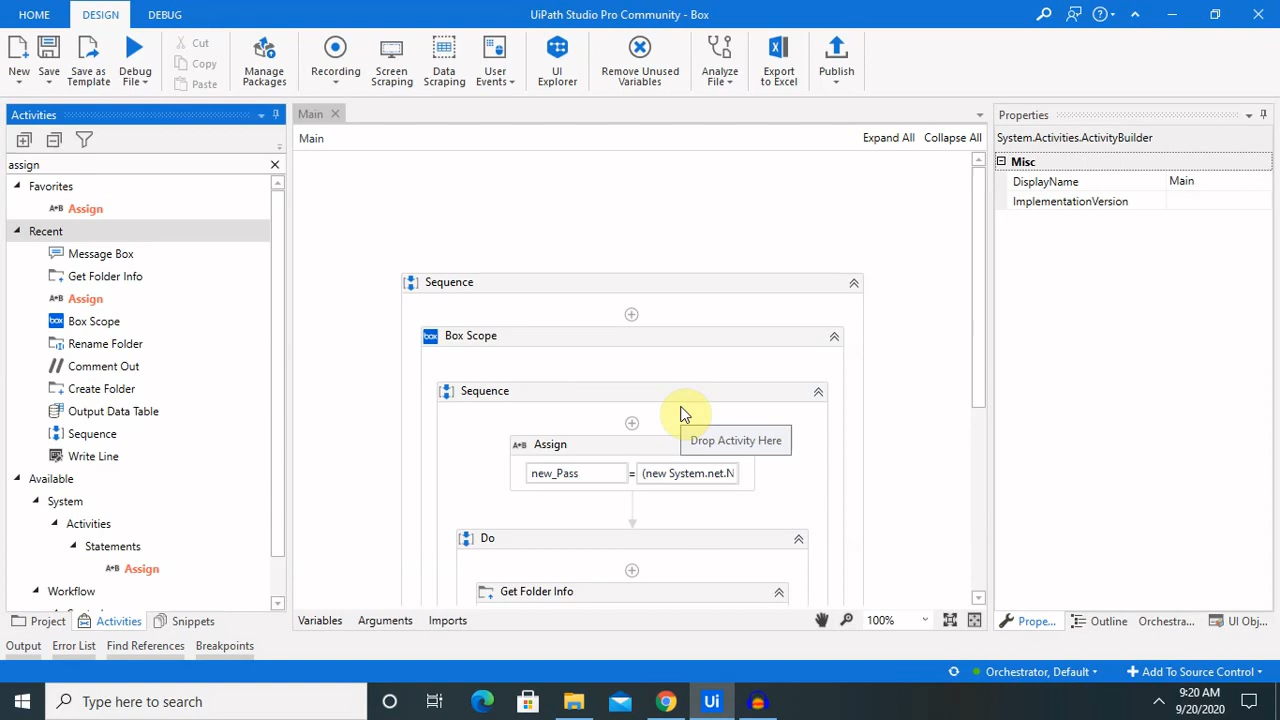 HOME DESIGN DEBUG UiPath Studio Pro Community - Box
New Save Save as Template Debug File Cut Copy Paste Manage Packages Recording Screen Scraping Data Scraping User Events UI Explorer Remove Unused Variables Analyze File Export to Excel Publish
Activities
assign
Favorites
Assign
Recent
Message Box
Get Folder Info
Assign
Box Scope
Rename Folder
Comment Out
Create Folder
Output Data Table
Sequence
Write Line
Available
System
Activities
Statements
Assign
Workflow
Project Activities Snippets
Main
Main Expand All Collapse All
Sequence
box Box Scope
Sequence
Drop Activity Here
A*B Assign
new_Pass = (new System.net.N
Do
Get Folder Info
Variables Arguments Imports 100%
Properties
System.Activities.ActivityBuilder
Misc
DisplayName Main
ImplementationVersion
Prope... Outline Orchestra... UI Obj...
Output Error List Find References Breakpoints
Orchestrator, Default Add To Source Control
Type here to search
Ui
9:20 AM
9/20/2020